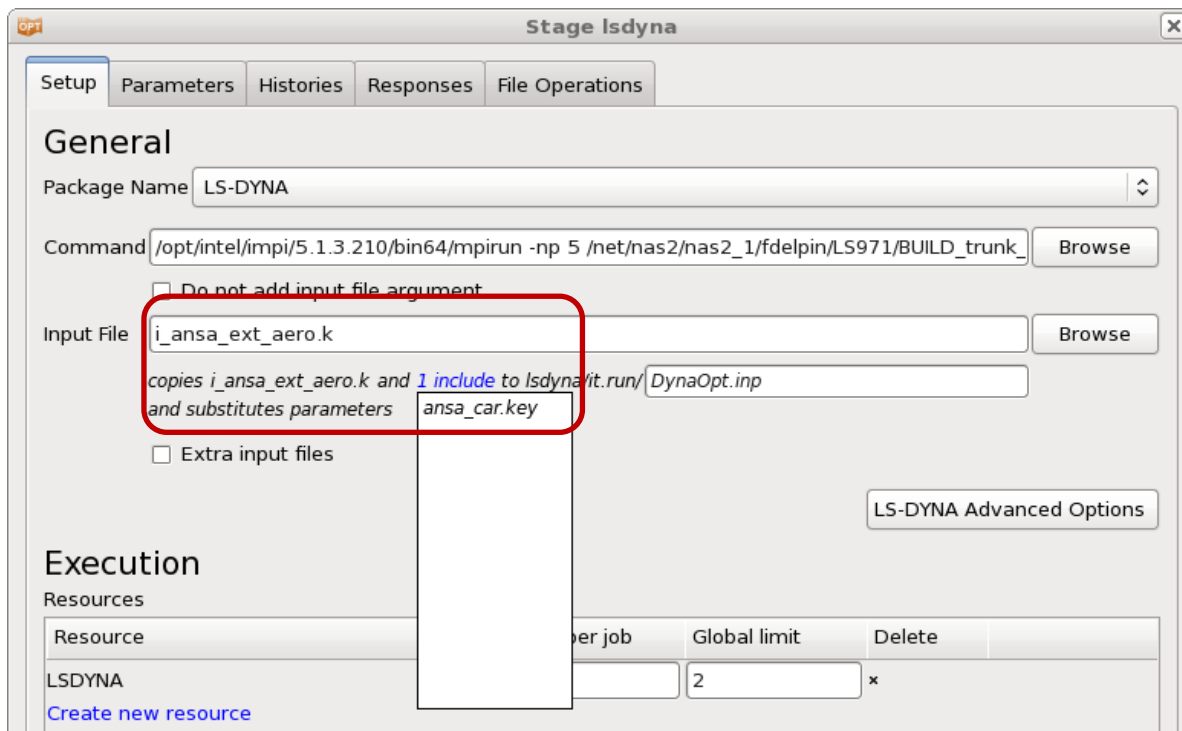 OPT Stage lsdyna
Setup Parameters Histories Responses File Operations
General
Package Name LS-DYNA
Command /opt/intel/impi/5.1.3.210/bin64/mpirun -np 5 /net/nas2/nas2_1/fdelpin/LS971/BUILD_trunk_ Browse
Do not add input file argument
Input File i_ansa_ext_aero.k Browse
copies i_ansa_ext_aero.k and 1 include to lsdyna/it.run/ DynaOpt.inp
and substitutes parameters ansa_car.key
Extra input files
LS-DYNA Advanced Options
Execution
Resources
Resource per job Global limit Delete
LSDYNA 2 ×
Create new resource